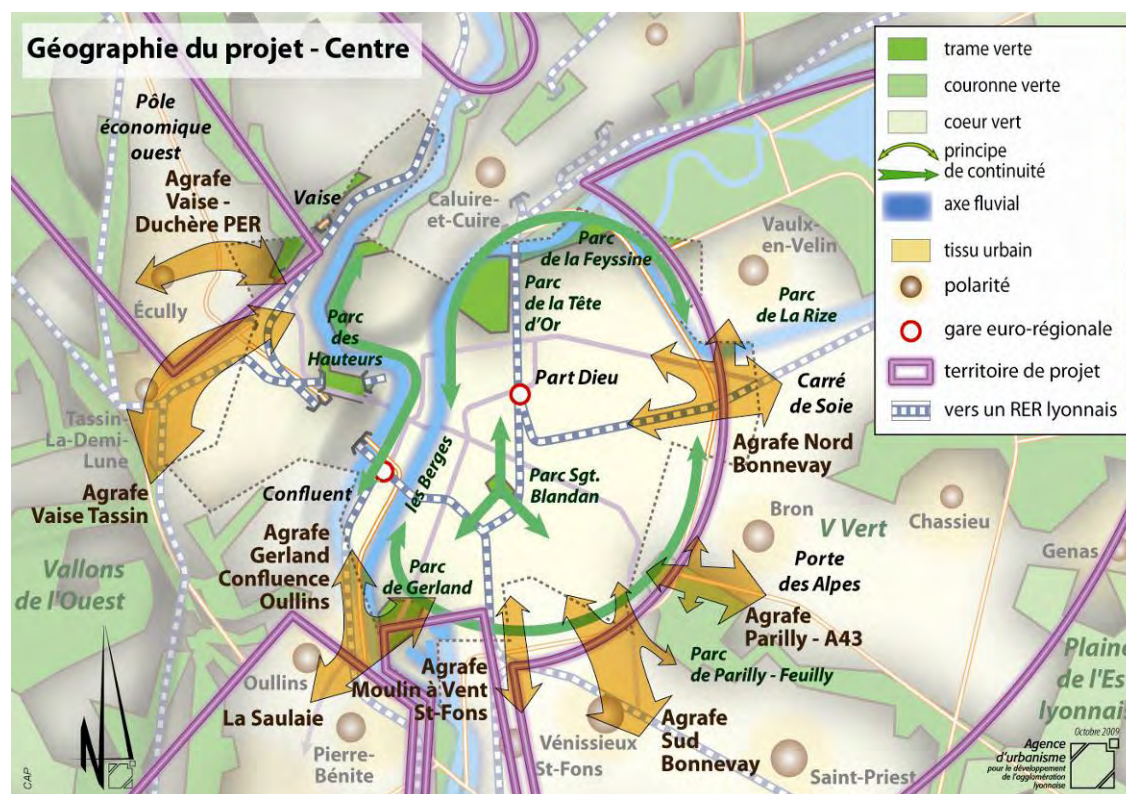 Géographie du projet - Centre
trame verte
couronne verte
coeur vert
principe
de continuité
axe fluvial
tissu urbain
polarité
gare euro-régionale
territoire de projet
vers un RER lyonnais
Pôle
économique
ouest
Agrafe
Vaise -
Duchère PER
Vaise
Caluire-
et-Cuire
Vaulx-
en-Velin
Parc
de la Feyssine
Parc
de la Tête
d'Or
Parc
de La Rize
Écully
Parc
des
Hauteurs
Part Dieu
Carré
de Soie
Tassin-
La-Demi-
Lune
Agrafe Nord
Bonnevay
Agrafe
Vaise Tassin
Confluent
les Berges
Parc Sgt.
Blandan
Bron
V Vert
Chassieu
Genas
Agrafe
Gerland
Confluence
Oullins
Parc
de Gerland
Porte
des Alpes
Vallons
de l'Ouest
Agrafe
Parilly - A43
Parc
de Parilly - Feuilly
Plaine
de l'Es
lyonnais
Oullins
La Saulaie
Agrafe
Moulin à Vent
St-Fons
Agrafe
Sud
Bonnevay
Pierre-
Bénite
Vénissieux
St-Fons
Saint-Priest
Octobre 2009
Agence
d'urbanisme
pour le développement
de l'agglomération
lyonnaise
N
CAP